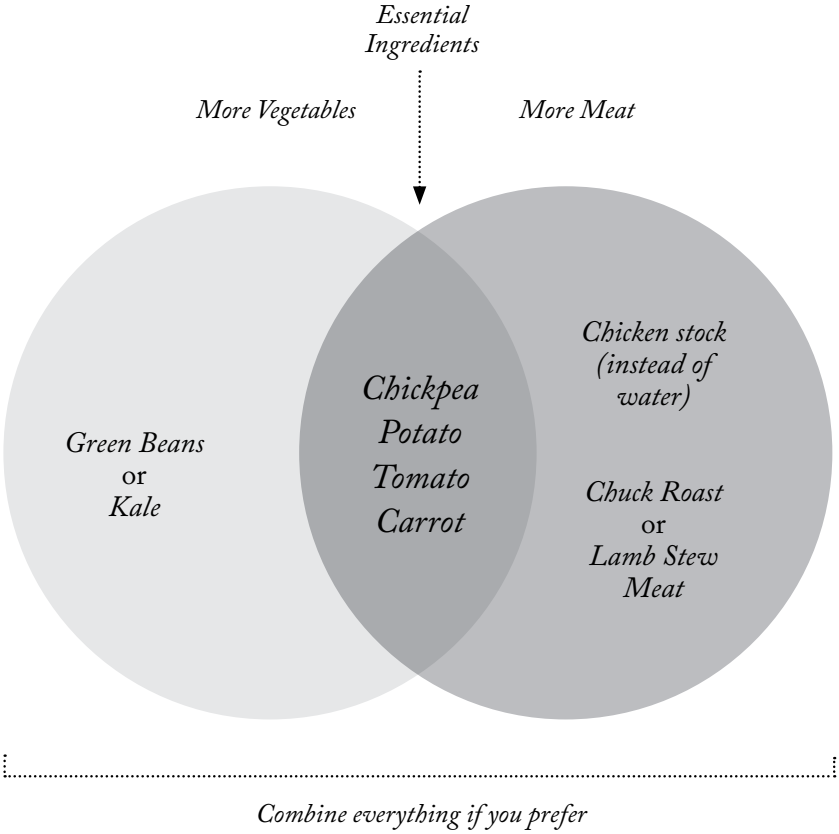 Essential
Ingredients
More Vegetables
More Meat
Green Beans
or
Kale
Chickpea
Potato
Tomato
Carrot
Chicken stock
(instead of
water)
Chuck Roast
or
Lamb Stew
Meat
Combine everything if you prefer